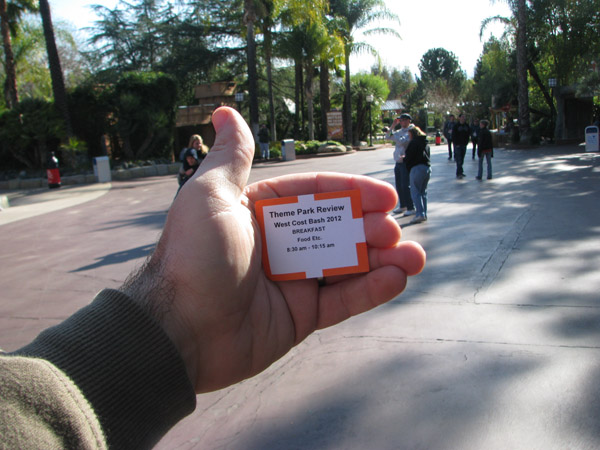 Theme Park Review
West Cost Bash 2012
BREAKFAST
Food Etc.
8:30 am - 10:15 am